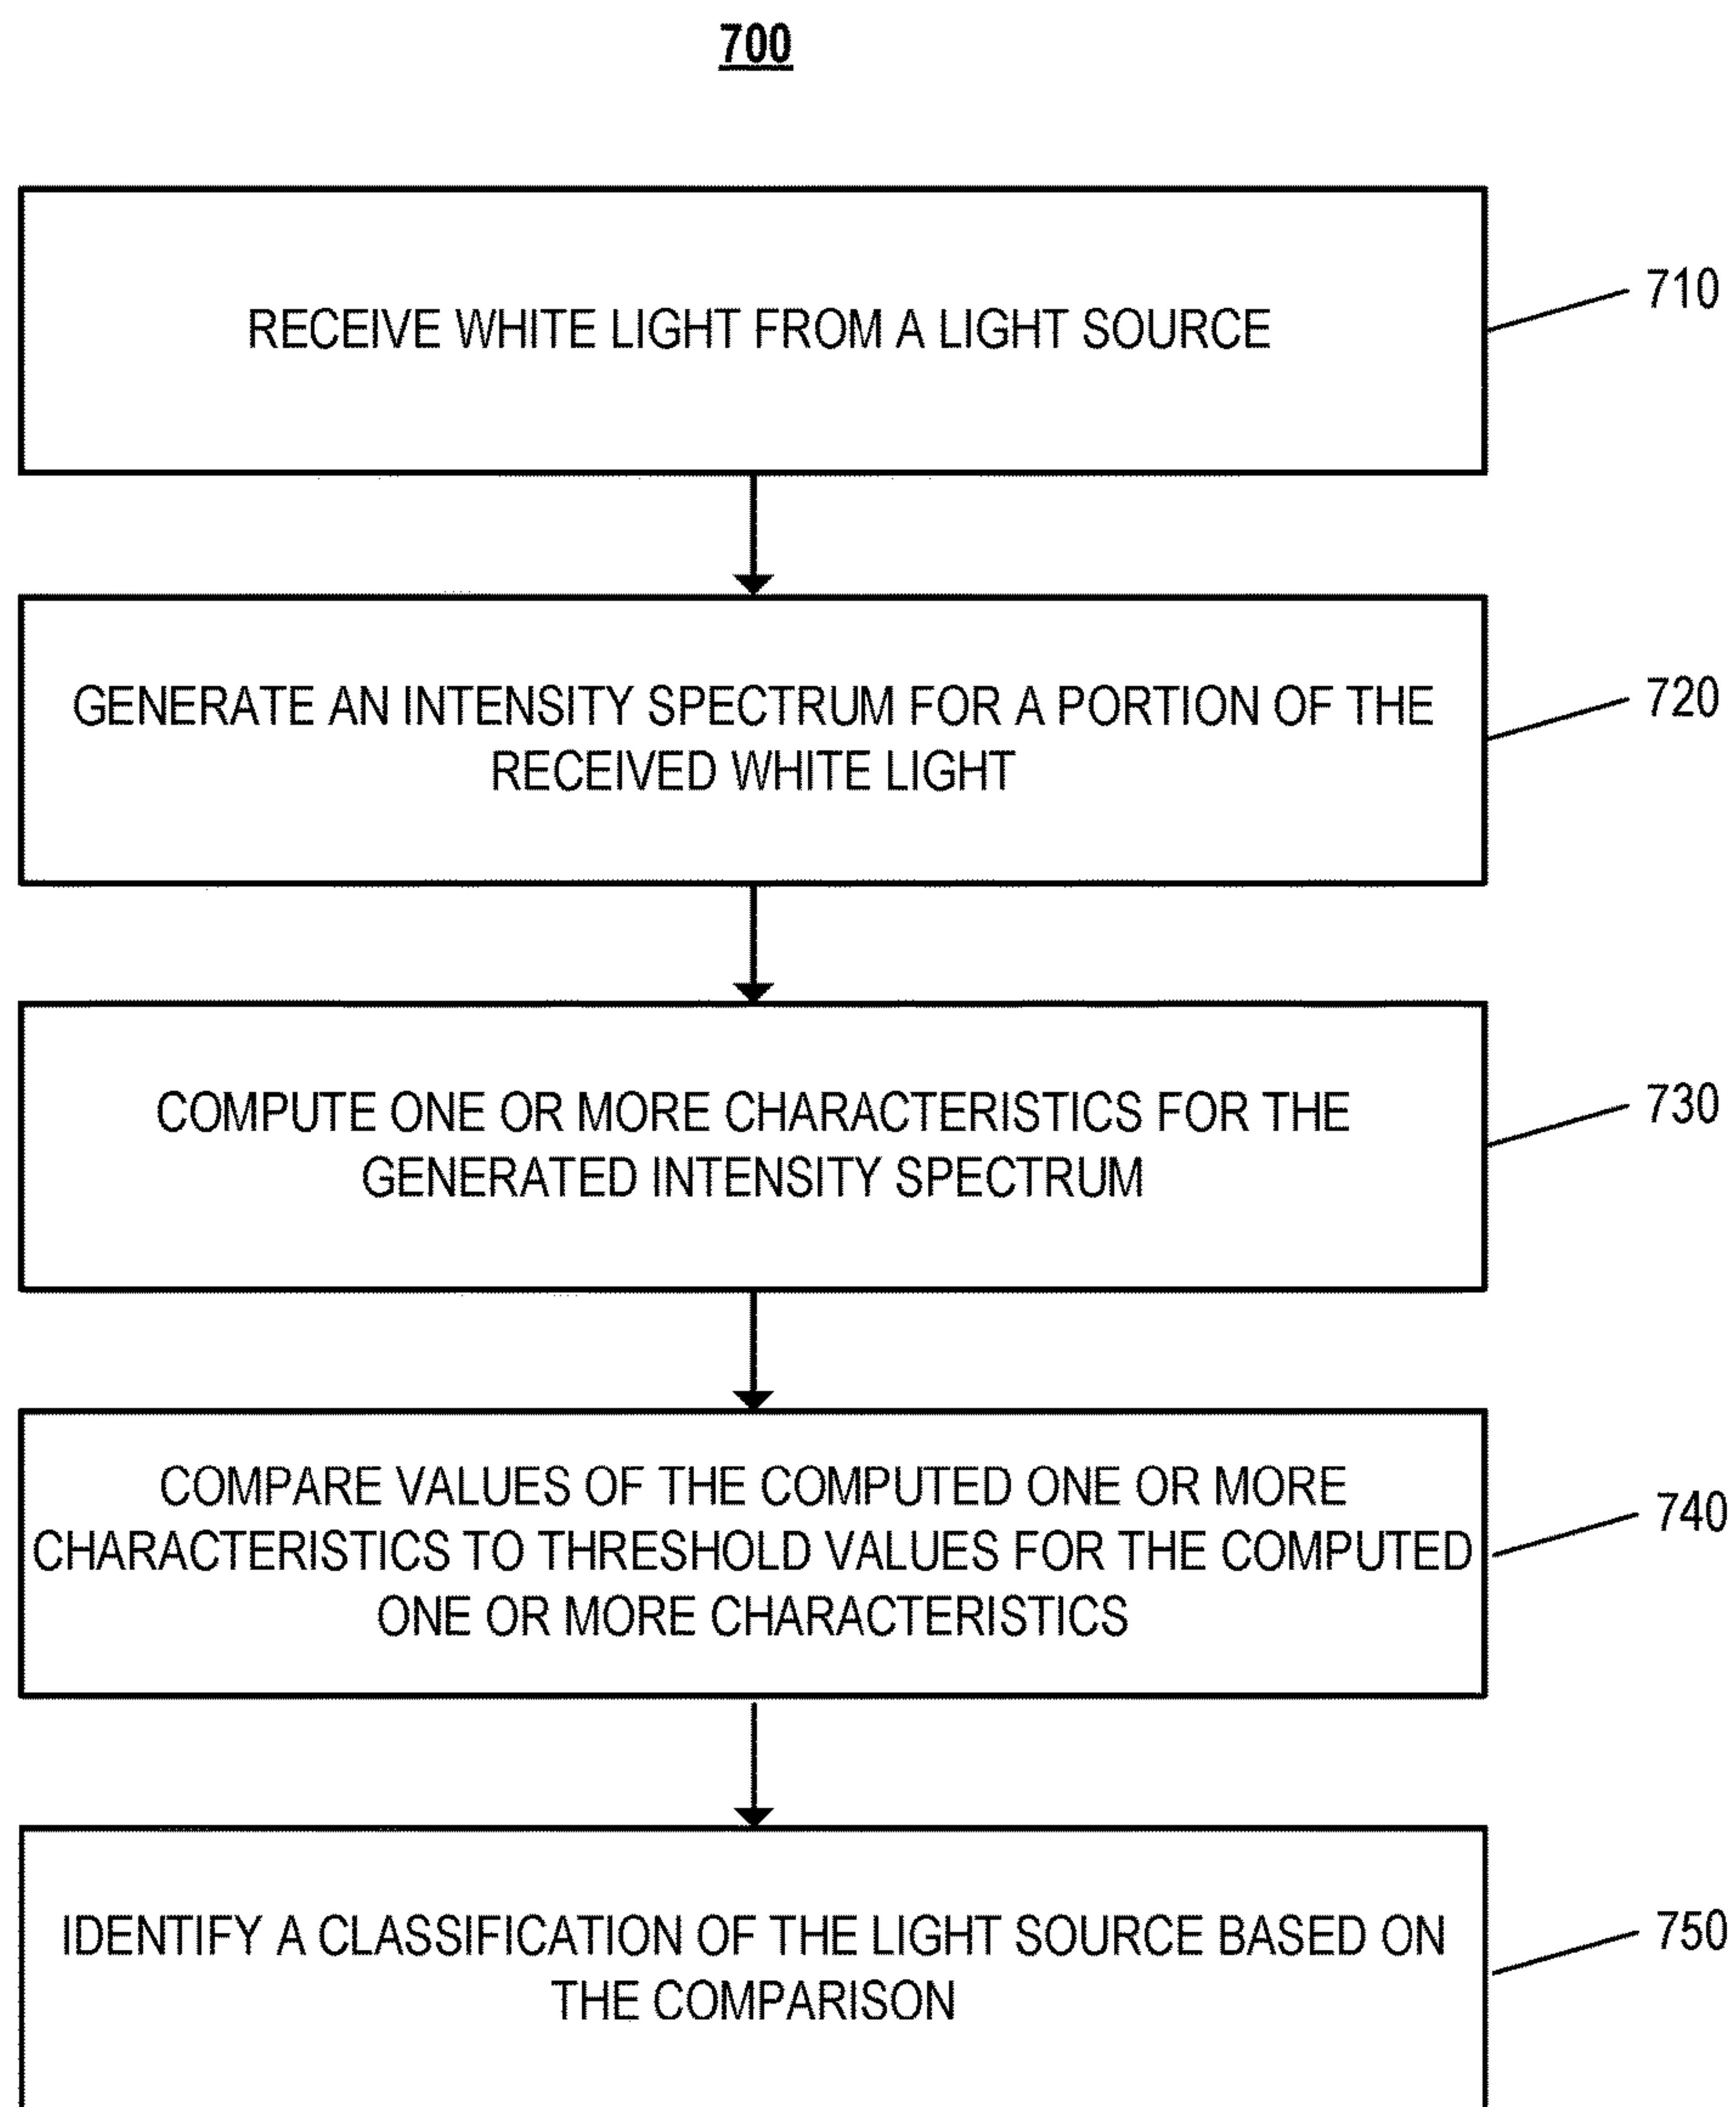 700
RECEIVE WHITE LIGHT FROM A LIGHT SOURCE
710
GENERATE AN INTENSITY SPECTRUM FOR A PORTION OF THE
RECEIVED WHITE LIGHT
720
COMPUTE ONE OR MORE CHARACTERISTICS FOR THE
GENERATED INTENSITY SPECTRUM
730
COMPARE VALUES OF THE COMPUTED ONE OR MORE
CHARACTERISTICS TO THRESHOLD VALUES FOR THE COMPUTED
ONE OR MORE CHARACTERISTICS
740
IDENTIFY A CLASSIFICATION OF THE LIGHT SOURCE BASED ON
THE COMPARISON
750